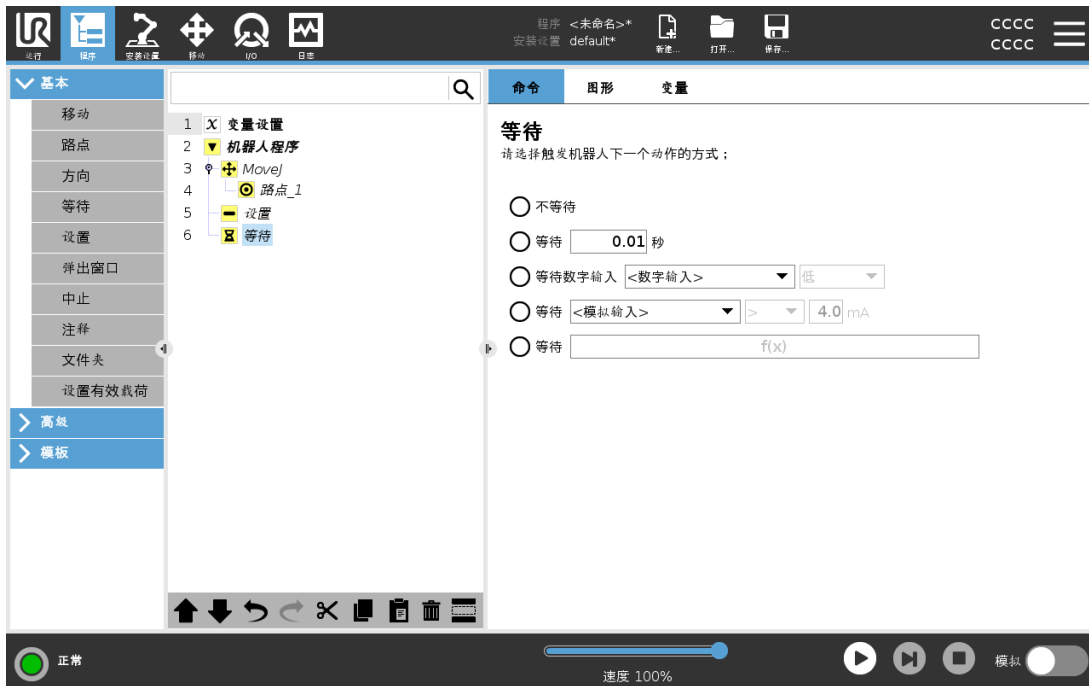 UR
运行
程序
安装设置
移动
I/O
日志
程序 <未命名>*
安装设置 default*
新建...
打开...
保存...
CCCC
CCCC
基本
移动
路点
方向
等待
设置
弹出窗口
中止
注释
文件夹
设置有效载荷
高级
模板
1 X 变量设置
2 机器人程序
3 MoveJ
4 路点_1
5 设置
6 等待
命令 图形 变量
等待
请选择触发机器人下一个动作的方式；
不等待
等待 0.01 秒
等待数字输入 <数字输入> 低
等待 <模拟输入> > 4.0 mA
等待 f(x)
正常
速度 100%
模拟